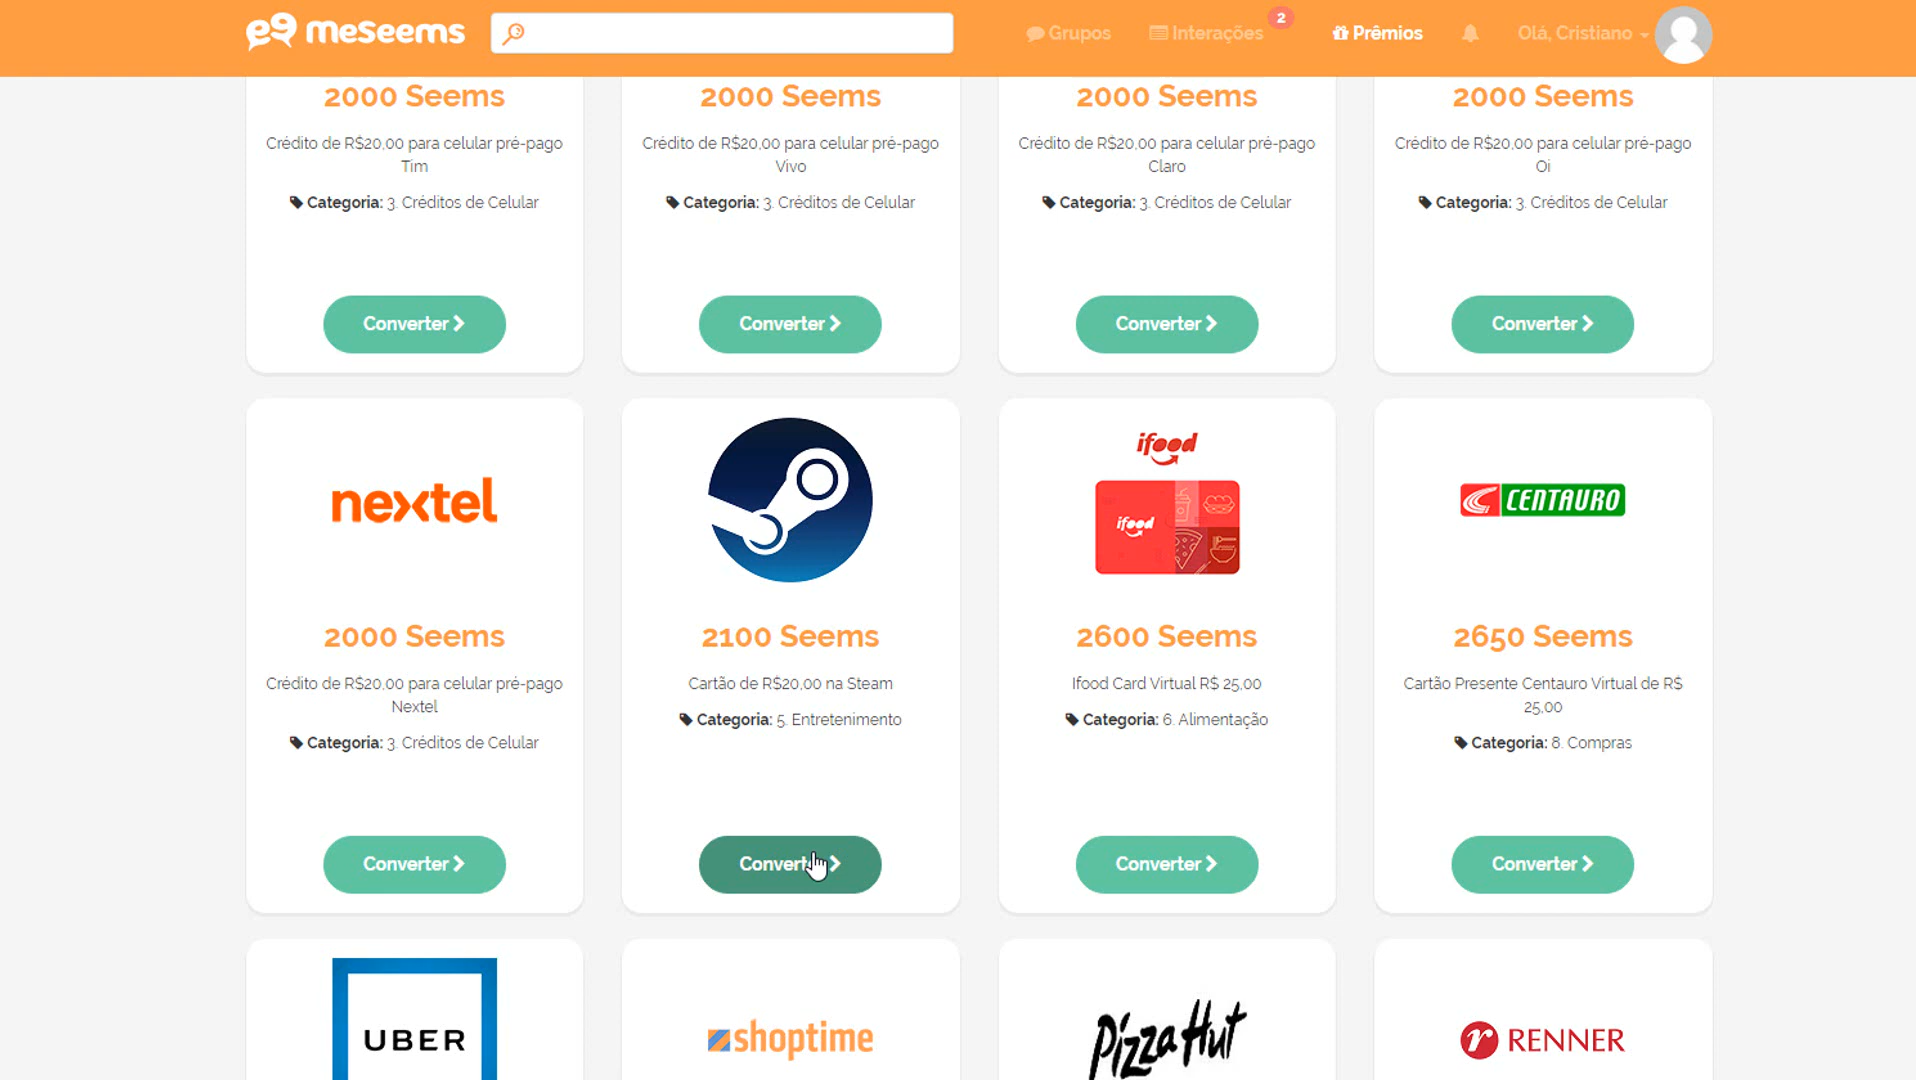 meSeems
Grupos
Interações
2
Prêmios
Olá, Cristiano
2000 Seems
Crédito de R$20,00 para celular pré-pago
Tim
Categoria: 3. Créditos de Celular
Converter
2000 Seems
Crédito de R$20,00 para celular pré-pago
Vivo
Categoria: 3. Créditos de Celular
Converter
2000 Seems
Crédito de R$20,00 para celular pré-pago
Claro
Categoria: 3. Créditos de Celular
Converter
2000 Seems
Crédito de R$20,00 para celular pré-pago
Oi
Categoria: 3. Créditos de Celular
Converter
nextel
2000 Seems
Crédito de R$20,00 para celular pré-pago
Nextel
Categoria: 3. Créditos de Celular
Converter
2100 Seems
Cartão de R$20,00 na Steam
Categoria: 5. Entretenimento
Converter
ifood
ifood
2600 Seems
Ifood Card Virtual R$ 25,00
Categoria: 6. Alimentação
Converter
CENTAURO
2650 Seems
Cartão Presente Centauro Virtual de R$
25,00
Categoria: 8. Compras
Converter
UBER
shoptime
Pizza Hut
r RENNER